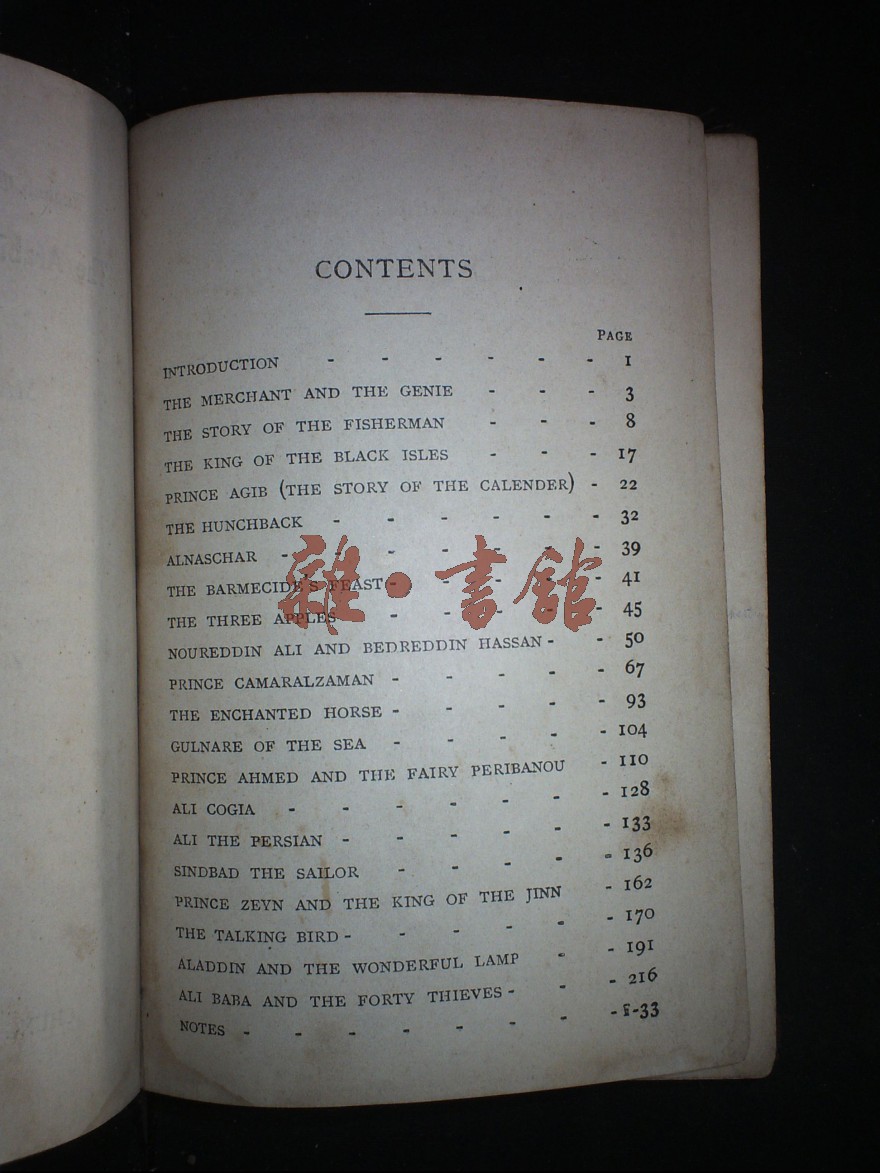 CONTENTS
PAGE
INTRODUCTION - - - - - - 1
THE MERCHANT AND THE GENIE - - - 3
THE STORY OF THE FISHERMAN - - - 8
THE KING OF THE BLACK ISLES - - - 17
PRINCE AGIB (THE STORY OF THE CALENDER) - 22
THE HUNCHBACK - - - - - - 32
ALNASCHAR - - - - - - - 39
THE BARMECIDE'S FEAST - - - - - 41
THE THREE APPLES - - - - - - 45
NOUREDDIN ALI AND BEDREDDIN HASSAN - - 50
PRINCE CAMARALZAMAN - - - - - 67
THE ENCHANTED HORSE - - - - - 93
GULNARE OF THE SEA - - - - - 104
PRINCE AHMED AND THE FAIRY PERIBANOU - 110
ALI COGIA - - - - - - - 128
ALI THE PERSIAN - - - - - - 133
SINDBAD THE SAILOR - - - - - 136
PRINCE ZEYN AND THE KING OF THE JINN - 162
THE TALKING BIRD - - - - - - 170
ALADDIN AND THE WONDERFUL LAMP - - 191
ALI BABA AND THE FORTY THIEVES - - - 216
NOTES - - - - - - - - 1-33
雜·書館